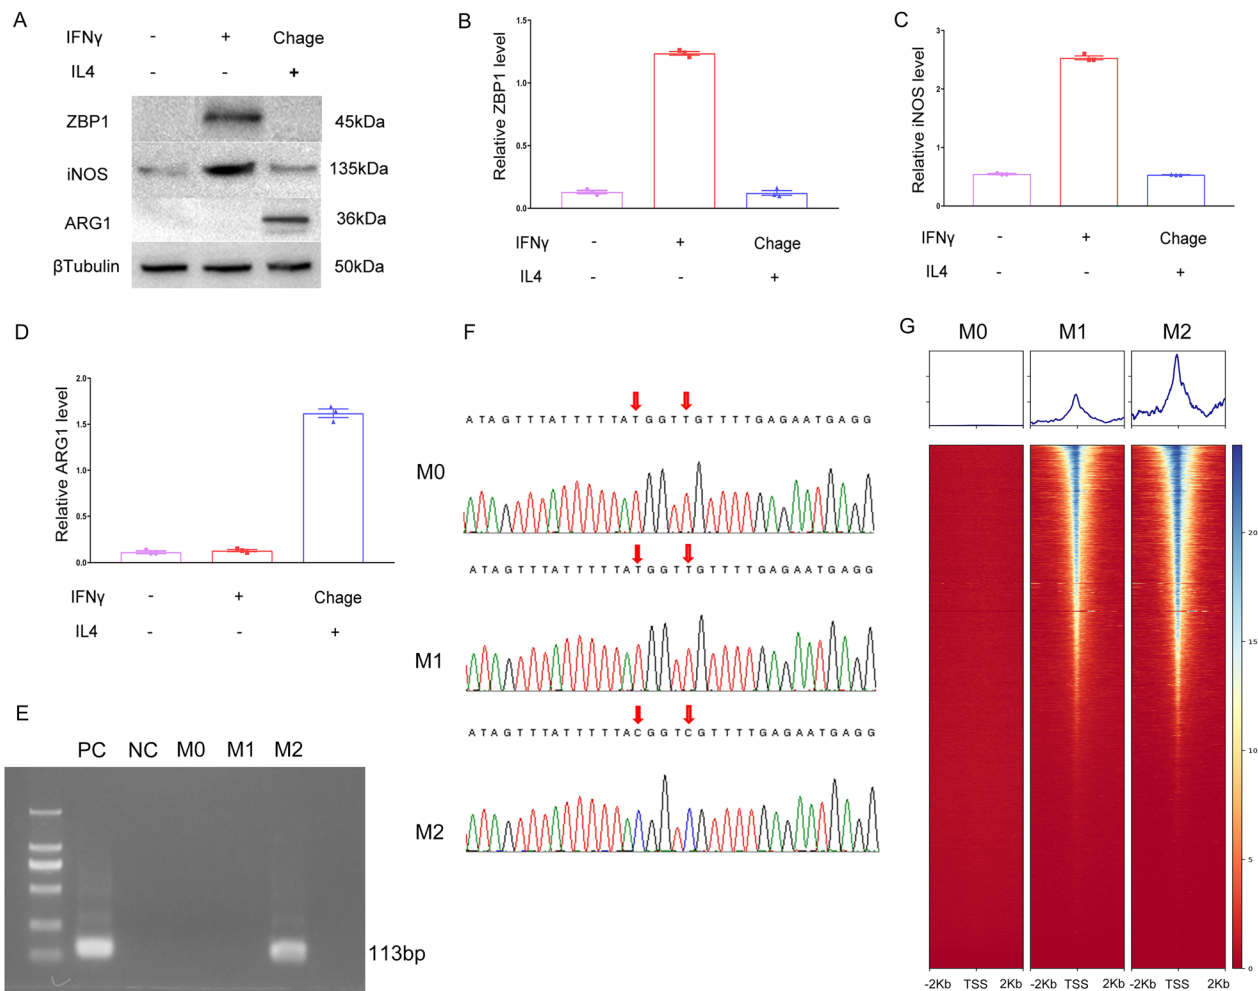 A
IFNγ - + Chage
IL4 - - +
ZBP1 45kDa
iNOS 135kDa
ARG1 36kDa
βTubulin 50kDa
B
Relative ZBP1 level
1.5
1.0
0.5
0.0
IFNγ - + Chage
IL4 - - +
C
Relative iNOS level
3
2
1
0
IFNγ - + Chage
IL4 - - +
D
Relative ARG1 level
2.0
1.5
1.0
0.5
0.0
IFNγ - + Chage
IL4 - - +
E
PC NC M0 M1 M2
113bp
F
A T A G T T T A T T T T T A T G G T T G T T T T G A G A A T G A G G
M0
A T A G T T T A T T T T T A T G G T T G T T T T G A G A A T G A G G
M1
A T A G T T T A T T T T T A C G G T C G T T T T G A G A A T G A G G
M2
G
M0 M1 M2
20
15
10
5
0
-2Kb TSS 2Kb -2Kb TSS 2Kb -2Kb TSS 2Kb